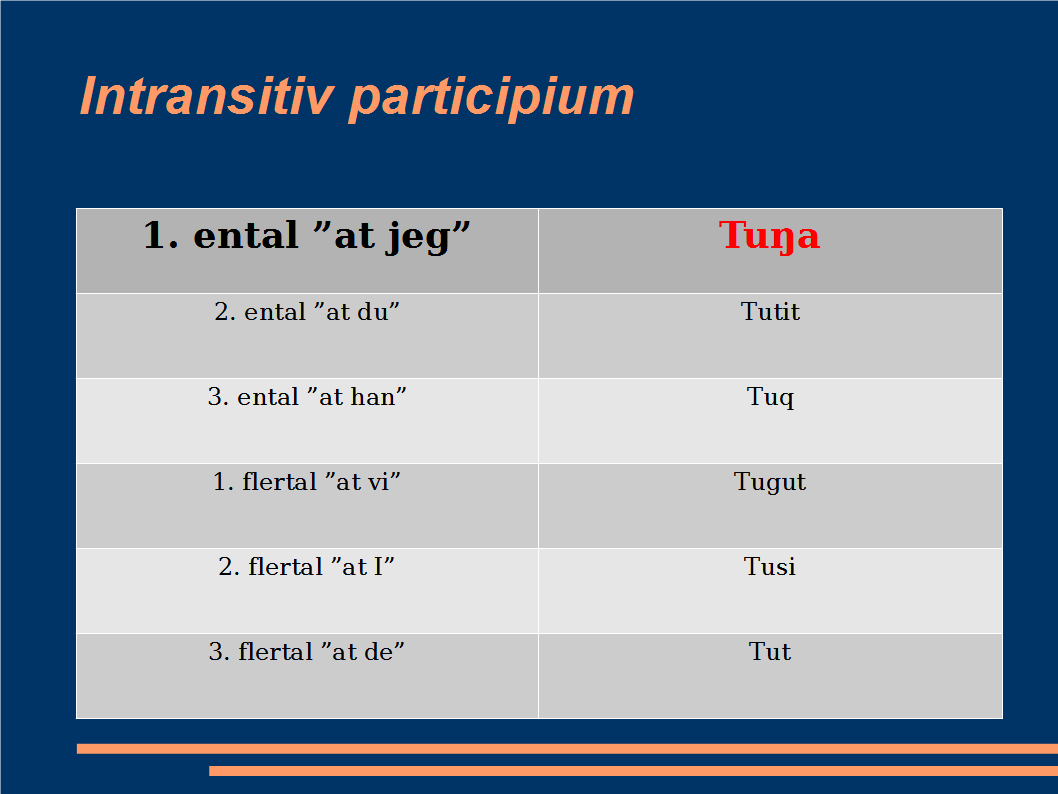 Intransitiv participium
1. ental ”at jeg” Tuŋa
2. ental ”at du” Tutit
3. ental ”at han” Tuq
1. flertal ”at vi” Tugut
2. flertal ”at I” Tusi
3. flertal ”at de” Tut